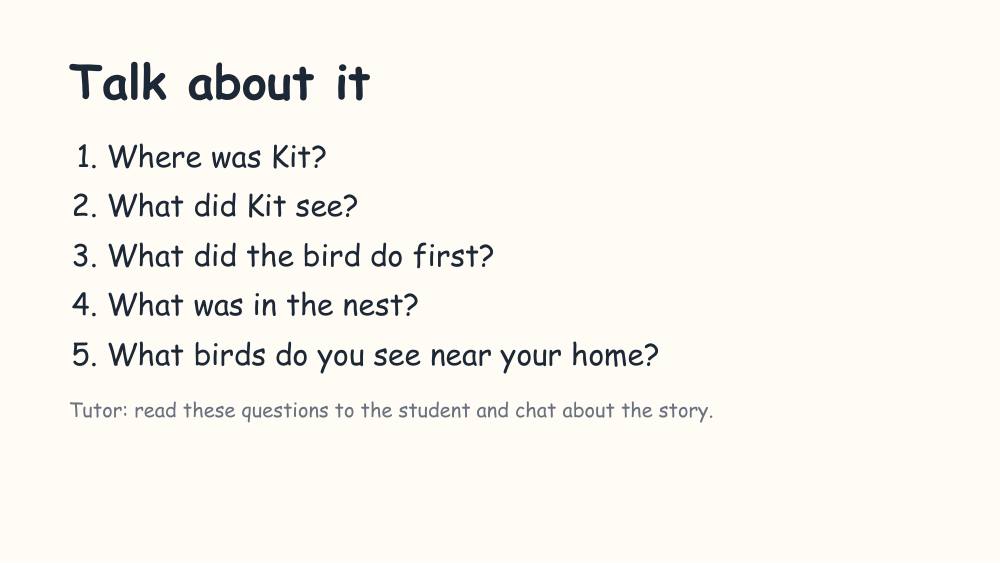 Talk about it
1. Where was Kit?
2. What did Kit see?
3. What did the bird do first?
4. What was in the nest?
5. What birds do you see near your home?
Tutor: read these questions to the student and chat about the story.